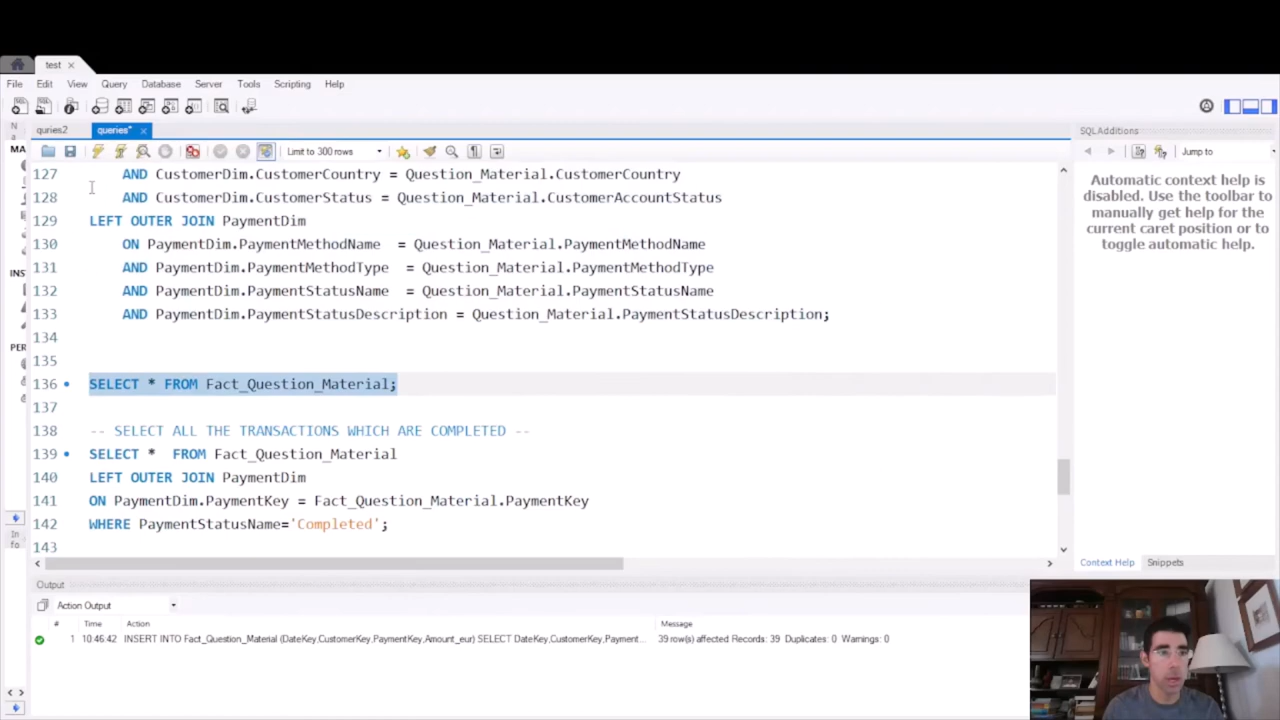 test
File Edit View Query Database Server Tools Scripting Help
quries2 queries*
SQLAdditions
Limit to 300 rows
Jump to
127 AND CustomerDim.CustomerCountry = Question_Material.CustomerCountry
128 AND CustomerDim.CustomerStatus = Question_Material.CustomerAccountStatus
129 LEFT OUTER JOIN PaymentDim
130 ON PaymentDim.PaymentMethodName = Question_Material.PaymentMethodName
131 AND PaymentDim.PaymentMethodType = Question_Material.PaymentMethodType
132 AND PaymentDim.PaymentStatusName = Question_Material.PaymentStatusName
133 AND PaymentDim.PaymentStatusDescription = Question_Material.PaymentStatusDescription;
134
135
136 SELECT * FROM Fact_Question_Material;
137
138 -- SELECT ALL THE TRANSACTIONS WHICH ARE COMPLETED --
139 SELECT * FROM Fact_Question_Material
140 LEFT OUTER JOIN PaymentDim
141 ON PaymentDim.PaymentKey = Fact_Question_Material.PaymentKey
142 WHERE PaymentStatusName='Completed';
143
Automatic context help is
disabled. Use the toolbar to
manually get help for the
current caret position or to
toggle automatic help.
N
a
MA
INS
PER
In
fo
Context Help Snippets
Output
Action Output
# Time Action Message
1 10:46:42 INSERT INTO Fact_Question_Material (DateKey,CustomerKey,PaymentKey,Amount_eur) SELECT DateKey,CustomerKey,Payment... 39 row(s) affected Records: 39 Duplicates: 0 Warnings: 0